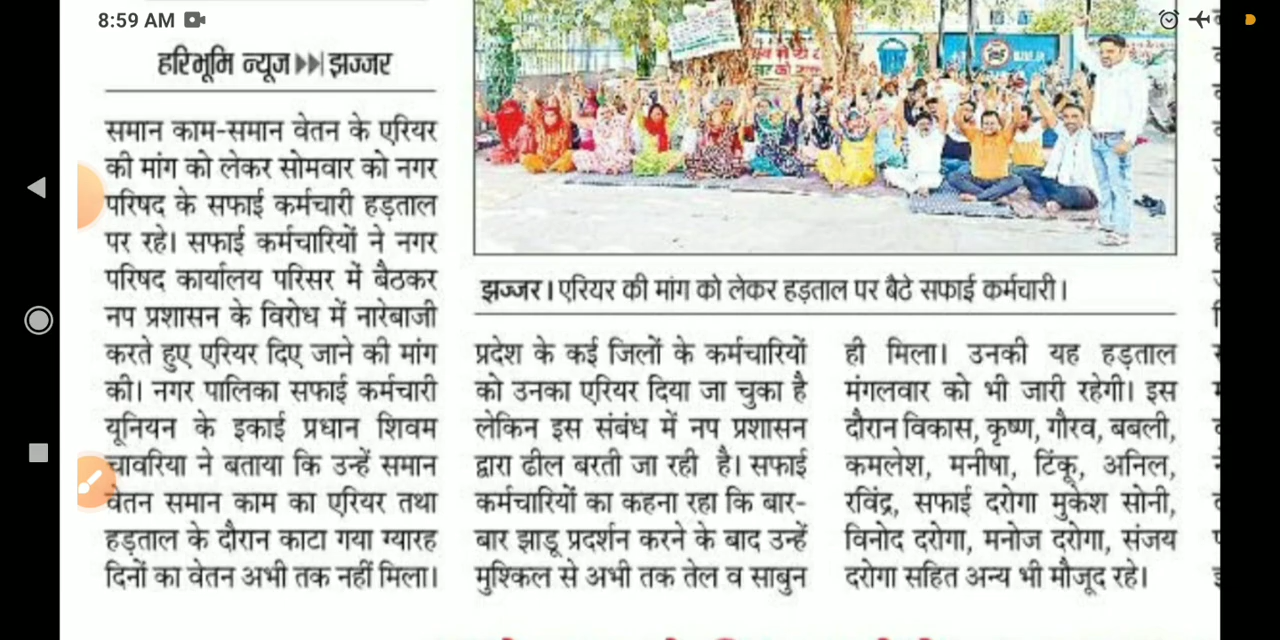 8:59 AM
हरिभूमि न्यूज झज्जर
समान काम-समान वेतन के एरियर
की मांग को लेकर सोमवार को नगर
परिषद के सफाई कर्मचारी हड़ताल
पर रहे। सफाई कर्मचारियों ने नगर
परिषद कार्यालय परिसर में बैठकर
नप प्रशासन के विरोध में नारेबाजी
करते हुए एरियर दिए जाने की मांग
की। नगर पालिका सफाई कर्मचारी
यूनियन के इकाई प्रधान शिवम
चावरिया ने बताया कि उन्हें समान
वेतन समान काम का एरियर तथा
हड़ताल के दौरान काटा गया ग्यारह
दिनों का वेतन अभी तक नहीं मिला।
झज्जर। एरियर की मांग को लेकर हड़ताल पर बैठे सफाई कर्मचारी।
प्रदेश के कई जिलों के कर्मचारियों
को उनका एरियर दिया जा चुका है
लेकिन इस संबंध में नप प्रशासन
द्वारा ढील बरती जा रही है। सफाई
कर्मचारियों का कहना रहा कि बार-
बार झाडू प्रदर्शन करने के बाद उन्हें
मुश्किल से अभी तक तेल व साबुन
ही मिला। उनकी यह हड़ताल
मंगलवार को भी जारी रहेगी। इस
दौरान विकास, कृष्ण, गौरव, बबली,
कमलेश, मनीषा, टिंकू, अनिल,
रविंद्र, सफाई दरोगा मुकेश सोनी,
विनोद दरोगा, मनोज दरोगा, संजय
दरोगा सहित अन्य भी मौजूद रहे।